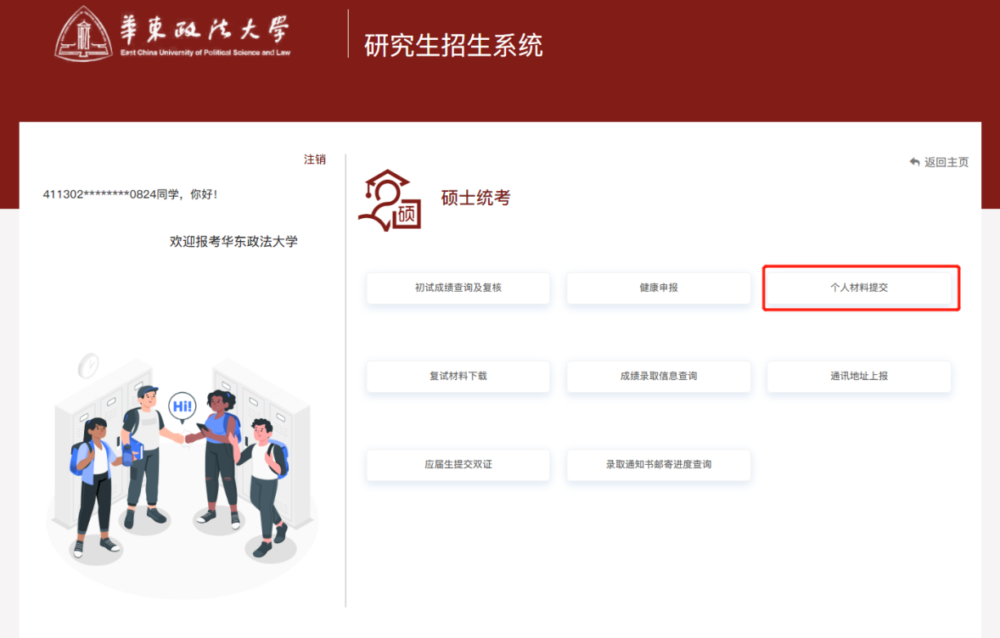 華東政法大學
East China University of Political Science and Law
研究生招生系统
注销
返回主页
411302********0824同学，你好！
硕
硕士统考
欢迎报考华东政法大学
初试成绩查询及复核
健康申报
个人材料提交
复试材料下载
成绩录取信息查询
通讯地址上报
Hi!
应届生提交双证
录取通知书邮寄进度查询